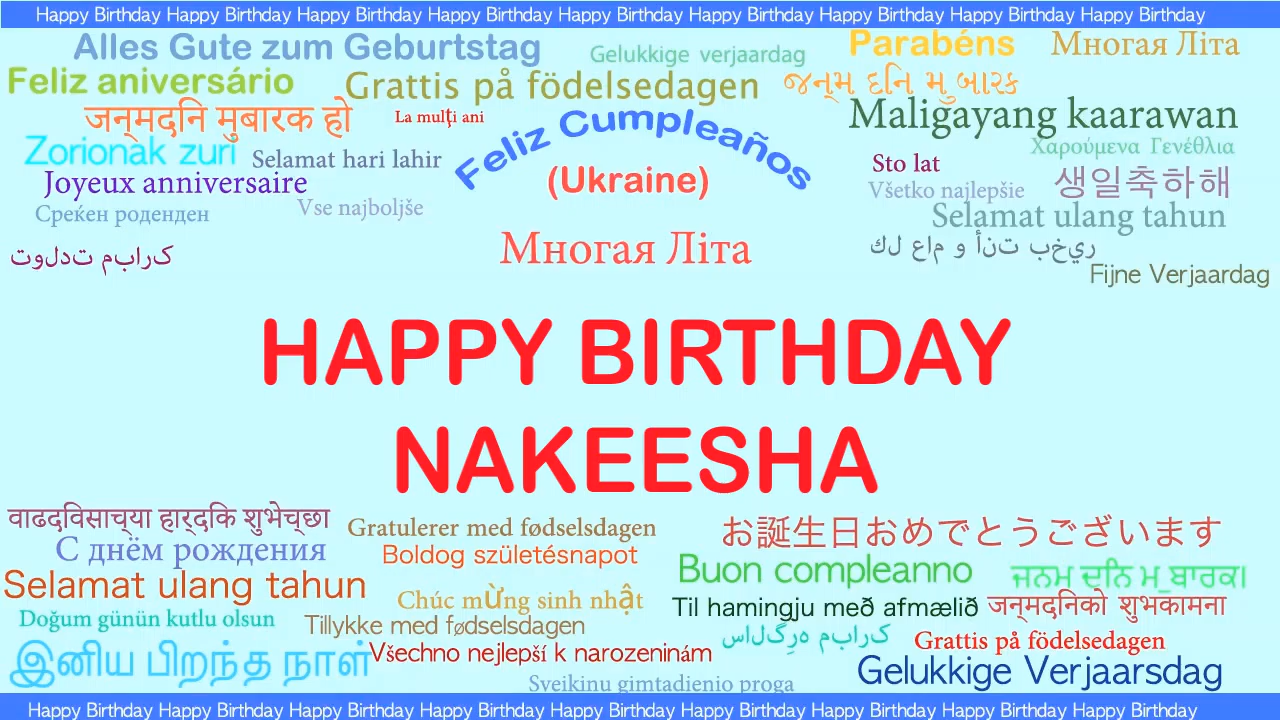 Happy Birthday Happy Birthday Happy Birthday Happy Birthday Happy Birthday Happy Birthday Happy Birthday Happy Birthday Happy Birthday
Alles Gute zum Geburtstag
Gelukkige verjaardag
Parabéns
Многая Літа
Feliz aniversário
Grattis på födelsedagen
જન્મ દિન મુબારક
जन्मदिन मुबारक हो
La mulţi ani
Feliz Cumpleaños
Maligayang kaarawan
Zorionak zuri
Selamat hari lahir
Sto lat
Χαρούμενα Γενέθλια
Joyeux anniversaire
(Ukraine)
Všetko najlepšie
생일축하해
Среќен роденден
Vse najboljše
Selamat ulang tahun
Многая Літа
تولدت مبارک
كل عام و أنت بخير
Fijne Verjaardag
HAPPY BIRTHDAY
NAKEESHA
वाढदिवसाच्या हार्दिक शुभेच्छा
Gratulerer med fødselsdagen
お誕生日おめでとうございます
С днём рождения
Boldog születésnapot
Buon compleanno
ਜਨਮ ਦਿਨ ਮੁਬਾਰਕ।
Selamat ulang tahun
Chúc mừng sinh nhật
Til hamingju með afmælið
जन्मदिनको शुभकामना
Doğum günün kutlu olsun
Tillykke med fødselsdagen
سالگرہ مبارک
Grattis på födelsedagen
இனிய பிறந்த நாள்
Všechno nejlepší k narozeninám
Gelukkige Verjaarsdag
Sveikinu gimtadienio proga
Happy Birthday Happy Birthday Happy Birthday Happy Birthday Happy Birthday Happy Birthday Happy Birthday Happy Birthday Happy Birthday